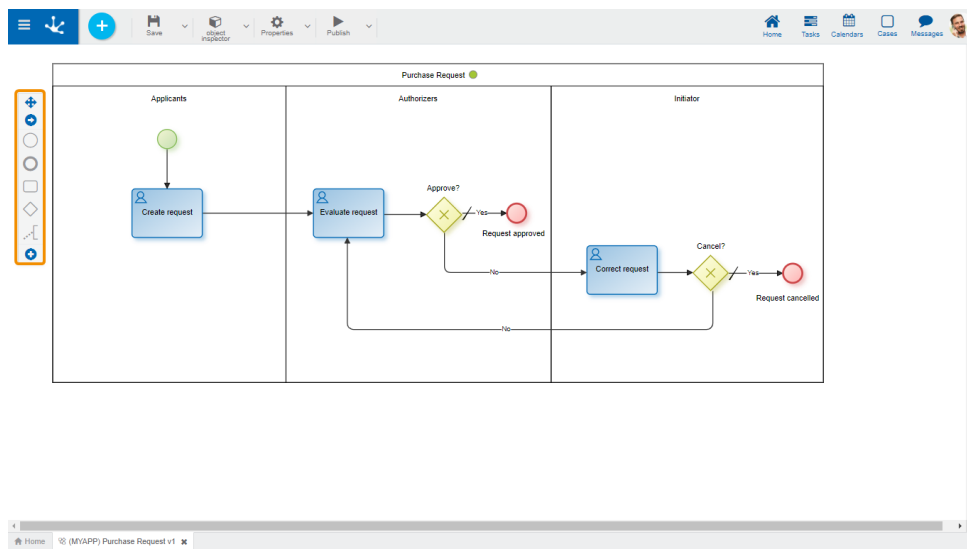 Save
object
inspector
Properties
Publish
Home
Tasks
Calendars
Cases
Messages
Purchase Request
Applicants
Authorizers
Initiator
Create request
Evaluate request
Approve?
Yes
Request approved
No
Correct request
Cancel?
Yes
Request cancelled
No
Home
(MYAPP) Purchase Request v1